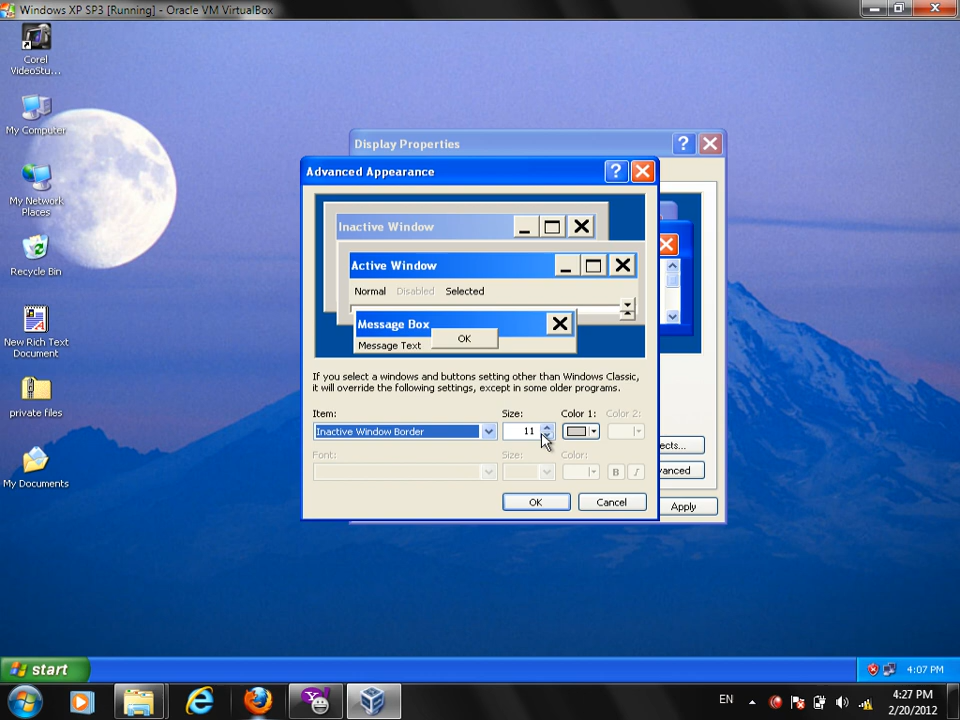 Windows XP SP3 [Running] - Oracle VM VirtualBox
Corel
VideoStu...
My Computer
My Network
Places
Recycle Bin
New Rich Text
Document
private files
My Documents
Display Properties
Advanced Appearance
Inactive Window
Active Window
Normal Disabled Selected
Message Box
OK
Message Text
If you select a windows and buttons setting other than Windows Classic,
it will override the following settings, except in some older programs.
Item: Size: Color 1: Color 2:
Inactive Window Border 11
Font: Size: Color:
B I
ects...
vanced
OK Cancel
Apply
start
4:07 PM
EN
4:27 PM
2/20/2012